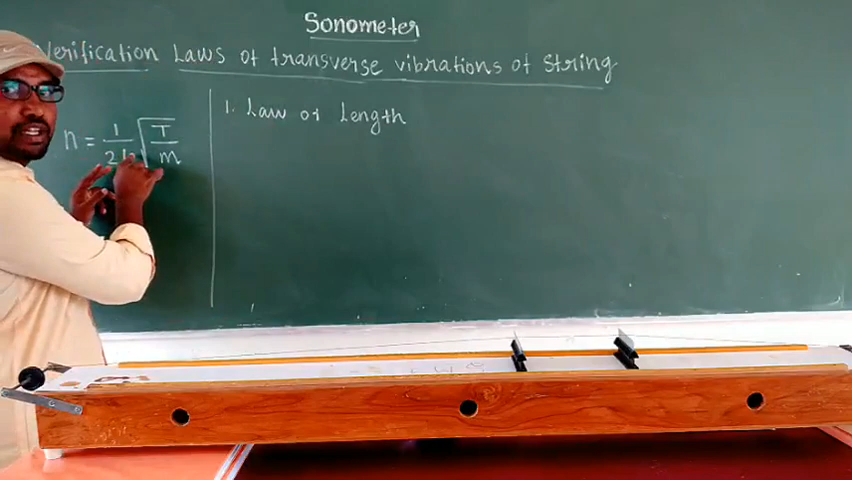 Sonometer
Verification Laws of transverse vibrations of string
1. Law of Length
n = 1/2l √T/m